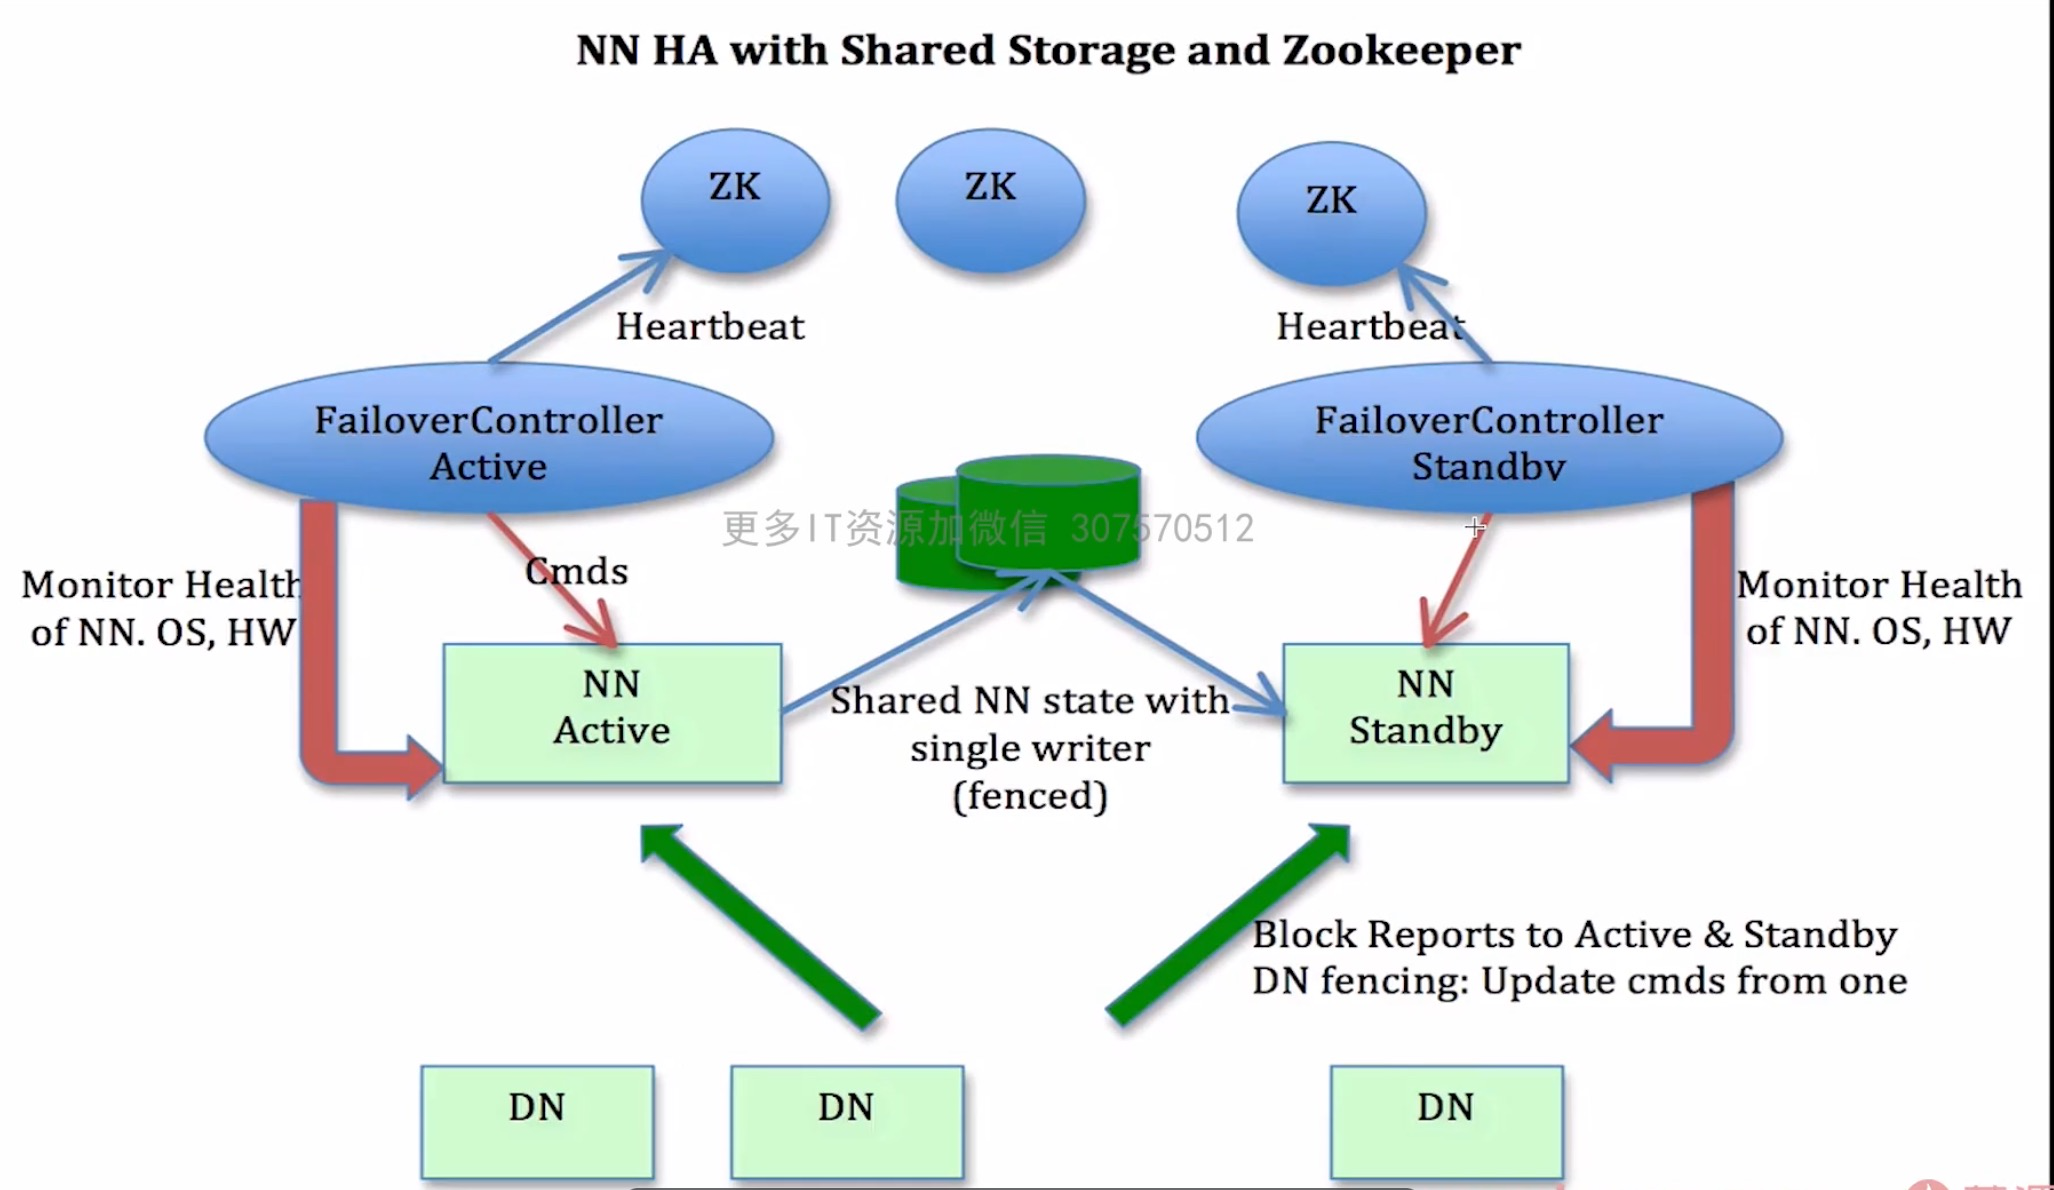 NN HA with Shared Storage and Zookeeper
ZK
ZK
ZK
Heartbeat
Heartbeat
FailoverController
Active
FailoverController
Standby
更多IT资源加微信 307570512
Cmds
Monitor Health
of NN. OS, HW
Monitor Health
of NN. OS, HW
NN
Active
Shared NN state with
single writer
(fenced)
NN
Standby
Block Reports to Active & Standby
DN fencing: Update cmds from one
DN
DN
DN